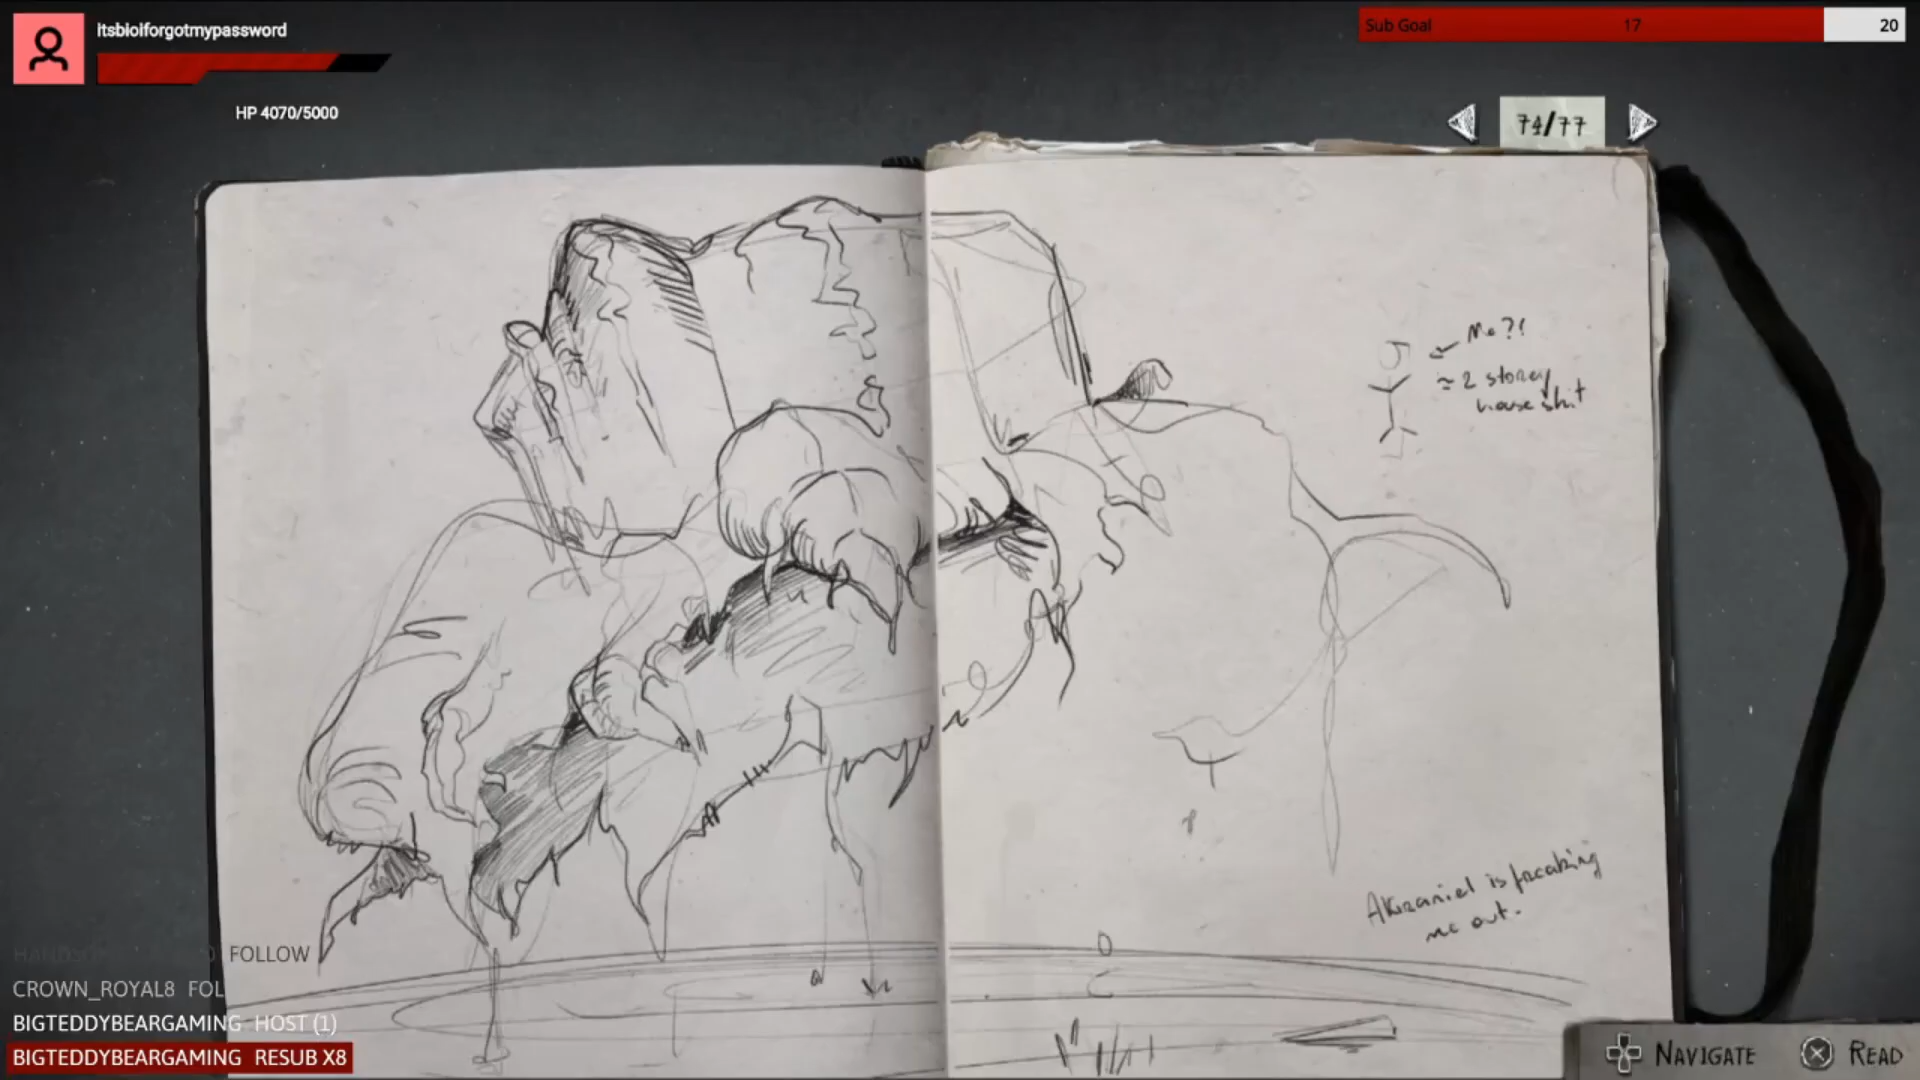 itsbioiforgotmypassword
HP 4070/5000
Sub Goal 17 20
74/77
Me?!
≈ 2 storey
house shit
Akeraniel is freaking
me out.
FOLLOW
CROWN_ROYAL8 FOL
BIGTEDDYBEARGAMING HOST (1)
BIGTEDDYBEARGAMING RESUB X8
NAVIGATE
READ